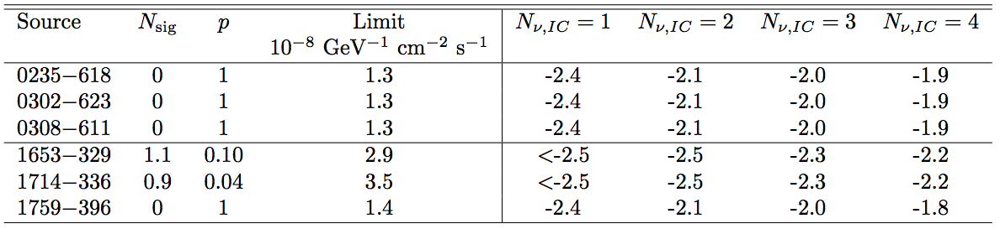 Source N_sig p Limit N_ν,IC = 1 N_ν,IC = 2 N_ν,IC = 3 N_ν,IC = 4
10⁻⁸ GeV⁻¹ cm⁻² s⁻¹
0235−618 0 1 1.3 -2.4 -2.1 -2.0 -1.9
0302−623 0 1 1.3 -2.4 -2.1 -2.0 -1.9
0308−611 0 1 1.3 -2.4 -2.1 -2.0 -1.9
1653−329 1.1 0.10 2.9 <-2.5 -2.5 -2.3 -2.2
1714−336 0.9 0.04 3.5 <-2.5 -2.5 -2.3 -2.2
1759−396 0 1 1.4 -2.4 -2.1 -2.0 -1.8